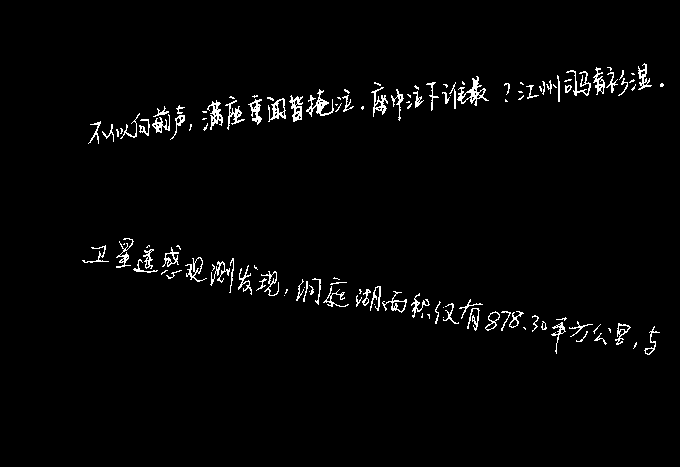 不似向前声,满座重闻皆掩泣.座中泣下谁最?江州司马青衫湿.
卫星遥感观测发现,洞庭湖面积仅有878.30平方公里,与